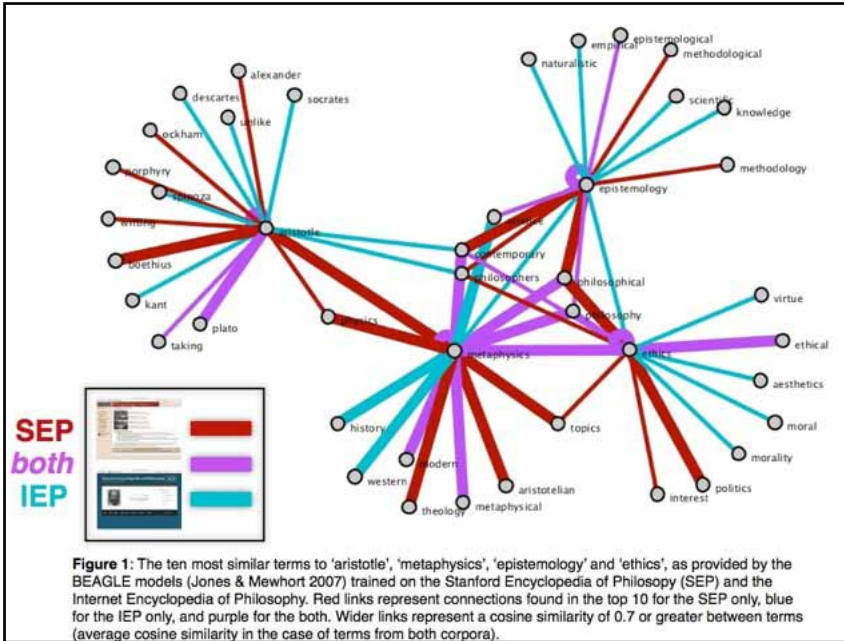 epistemological
empirical
methodological
naturalistic
alexander
descartes
socrates
scientific
knowledge
unlike
ockham
methodology
porphyry
epistemology
spinoza
science
writing
aristotle
contemporary
boethius
philosophers
philosophical
virtue
kant
plato
physics
philosophy
ethical
taking
metaphysics
ethics
aesthetics
history
topics
moral
SEP
both
IEP
modern
morality
western
aristotelian
politics
theology
metaphysical
interest
Figure 1: The ten most similar terms to 'aristotle', 'metaphysics', 'epistemology' and 'ethics', as provided by the
BEAGLE models (Jones & Mewhort 2007) trained on the Stanford Encyclopedia of Philosopy (SEP) and the
Internet Encyclopedia of Philosophy. Red links represent connections found in the top 10 for the SEP only, blue
for the IEP only, and purple for the both. Wider links represent a cosine similarity of 0.7 or greater between terms
(average cosine similarity in the case of terms from both corpora).